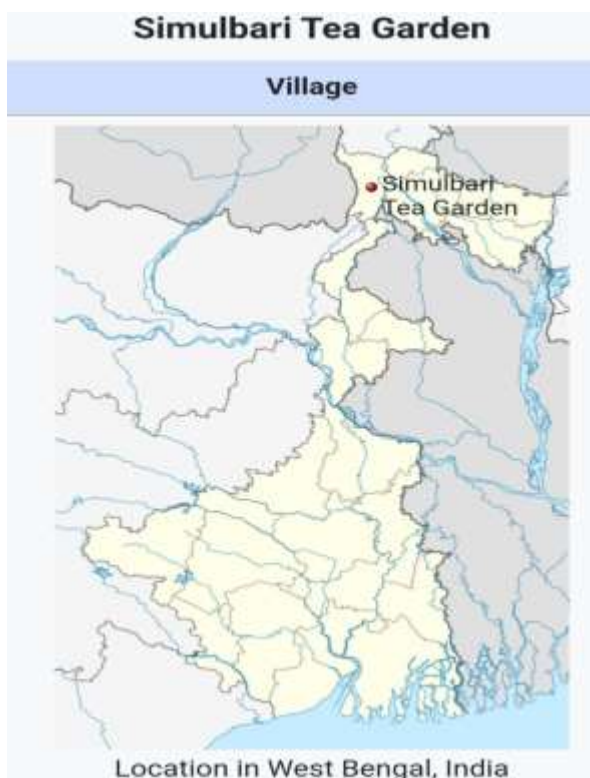 Simulbari Tea Garden
Village
Simulbari
Tea Garden
Location in West Bengal, India